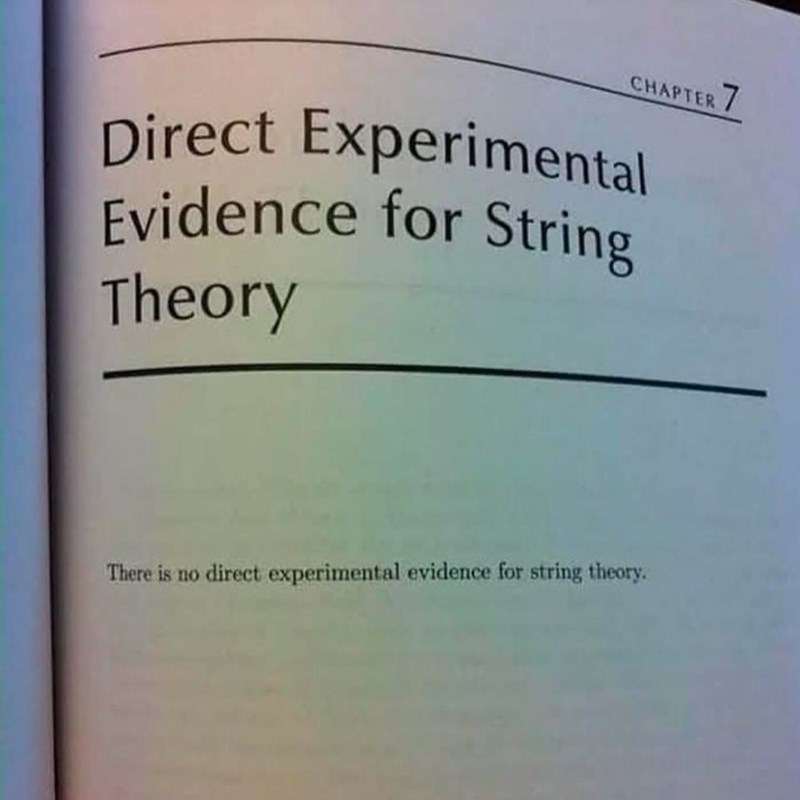 CHAPTER 7
Direct Experimental
Evidence for String
Theory
There is no direct experimental evidence for string theory.